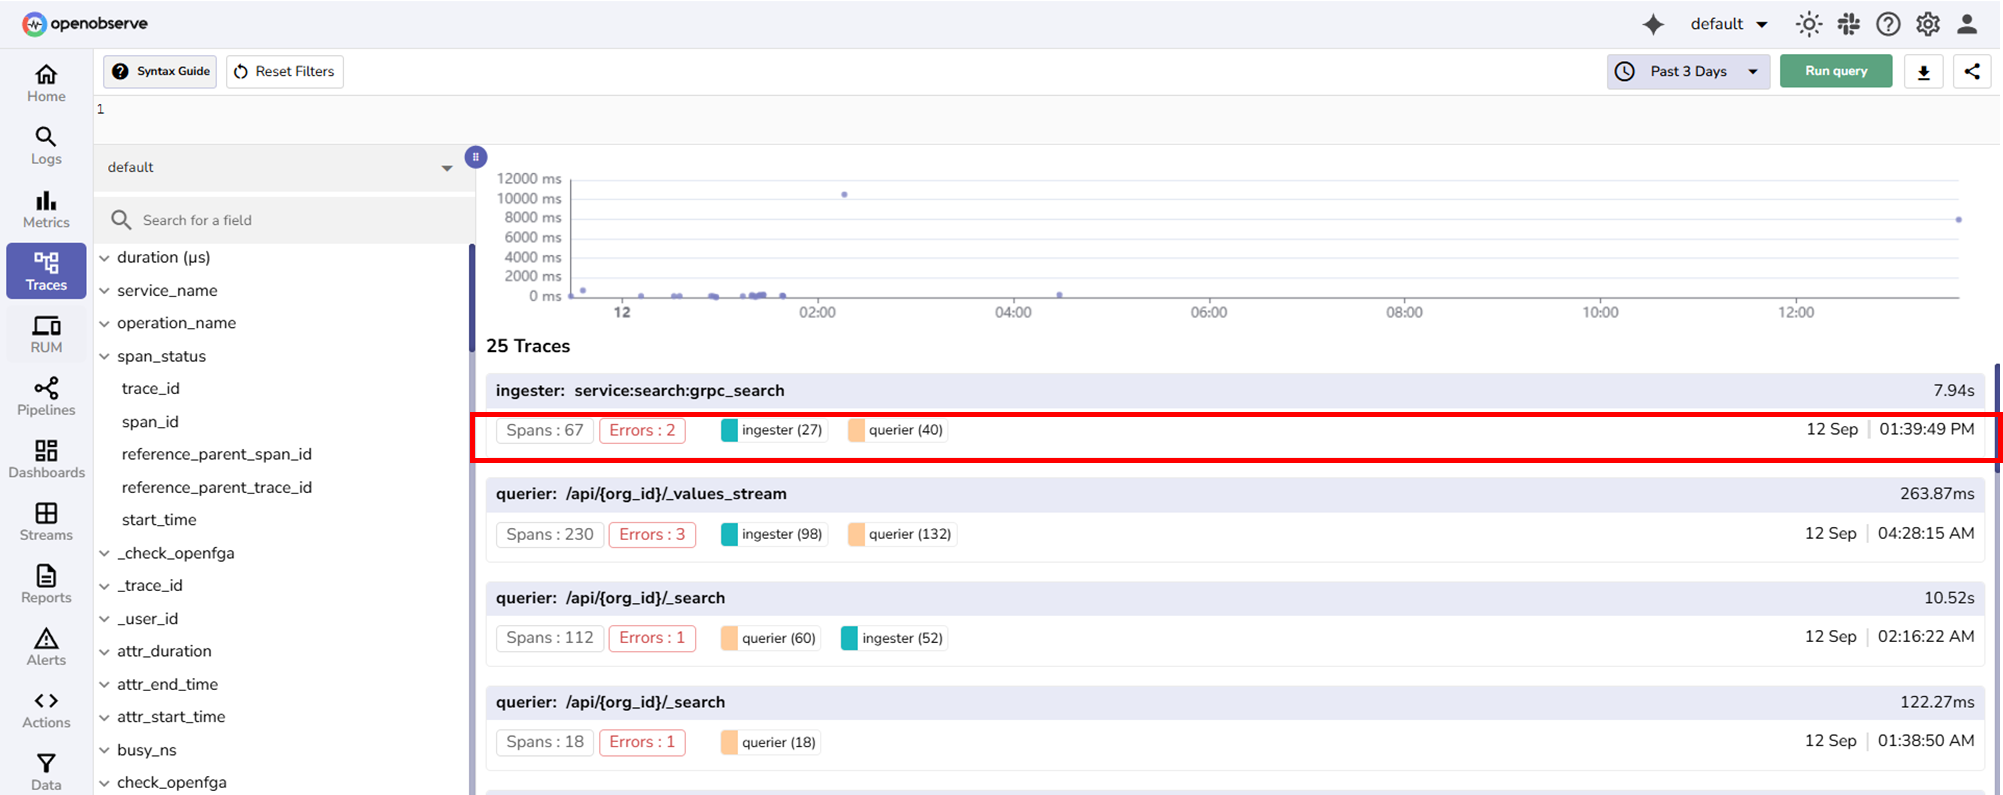 openobserve
default
Syntax Guide
Reset Filters
Past 3 Days
Run query
1
Home
Logs
Metrics
Traces
RUM
Pipelines
Dashboards
Streams
Reports
Alerts
Actions
Data
default
Search for a field
duration (µs)
service_name
operation_name
span_status
trace_id
span_id
reference_parent_span_id
reference_parent_trace_id
start_time
_check_openfga
_trace_id
_user_id
attr_duration
attr_end_time
attr_start_time
busy_ns
check_openfga
12000 ms
10000 ms
8000 ms
6000 ms
4000 ms
2000 ms
0 ms
12 02:00 04:00 06:00 08:00 10:00 12:00
25 Traces
ingester: service:search:grpc_search 7.94s
Spans : 67 Errors : 2 ingester (27) querier (40) 12 Sep | 01:39:49 PM
querier: /api/{org_id}/_values_stream 263.87ms
Spans : 230 Errors : 3 ingester (98) querier (132) 12 Sep | 04:28:15 AM
querier: /api/{org_id}/_search 10.52s
Spans : 112 Errors : 1 querier (60) ingester (52) 12 Sep | 02:16:22 AM
querier: /api/{org_id}/_search 122.27ms
Spans : 18 Errors : 1 querier (18) 12 Sep | 01:38:50 AM